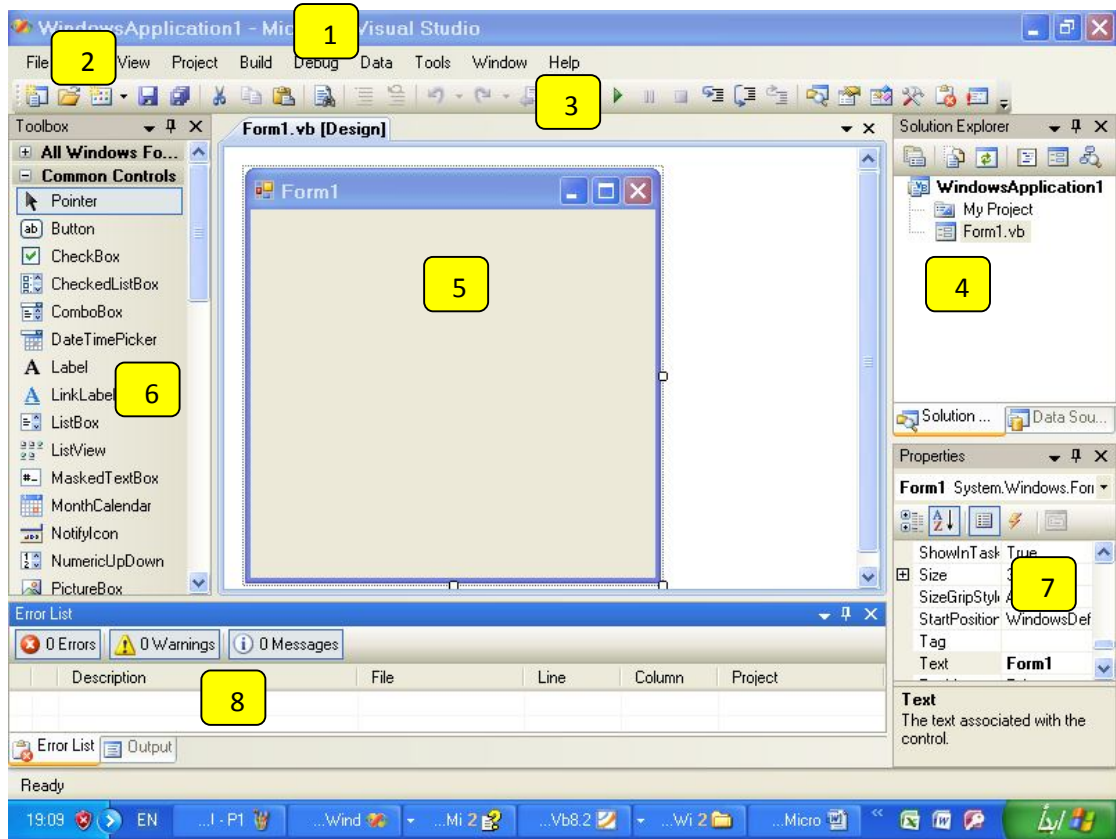 WindowsApplication1 - Mic 1 Visual Studio
File 2 View Project Build Debug Data Tools Window Help
3
Toolbox
Form1.vb [Design]
Solution Explorer
All Windows Fo...
Common Controls
Pointer
Button
CheckBox
CheckedListBox
ComboBox
DateTimePicker
Label
LinkLabel
ListBox
ListView
MaskedTextBox
MonthCalendar
NotifyIcon
NumericUpDown
PictureBox
6
Form1
5
WindowsApplication1
My Project
Form1.vb
4
Solution ... Data Sou...
Properties
Form1 System.Windows.Fori
ShowInTask True
Size 3
SizeGripStyle A
StartPosition WindowsDef
Tag
Text Form1
7
Text
The text associated with the
control.
Error List
0 Errors 0 Warnings 0 Messages
Description File Line Column Project
8
Error List Output
Ready
19:09 EN ...I - P1 ...Wind ...Mi 2 ...Vb8.2 ...Wi 2 ...Micro « ابدأ